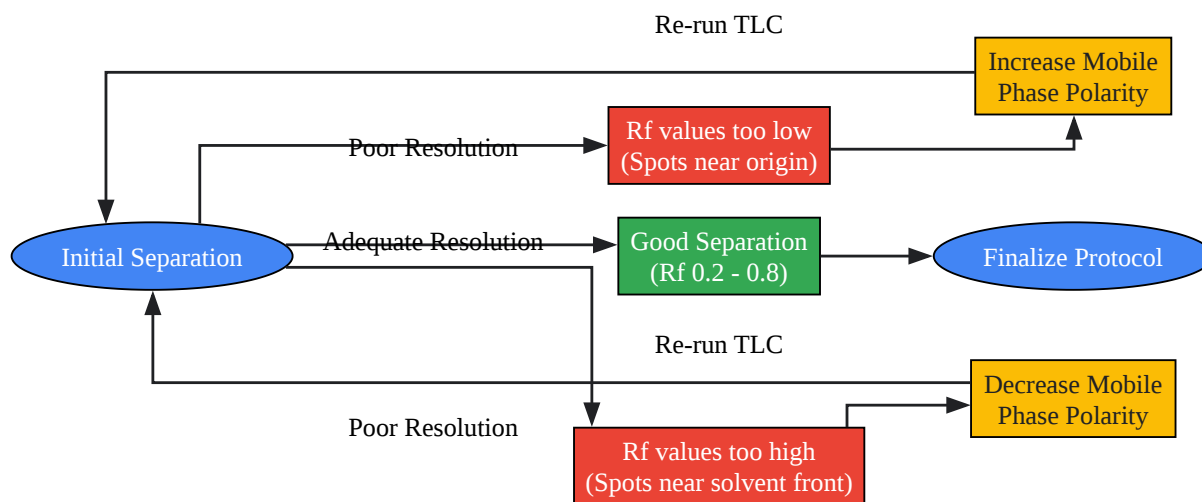 Re-run TLC
Increase Mobile
Phase Polarity
Rf values too low
(Spots near origin)
Poor Resolution
Initial Separation
Adequate Resolution
Good Separation
(Rf 0.2 - 0.8)
Finalize Protocol
Re-run TLC
Decrease Mobile
Phase Polarity
Poor Resolution
Rf values too high
(Spots near solvent front)